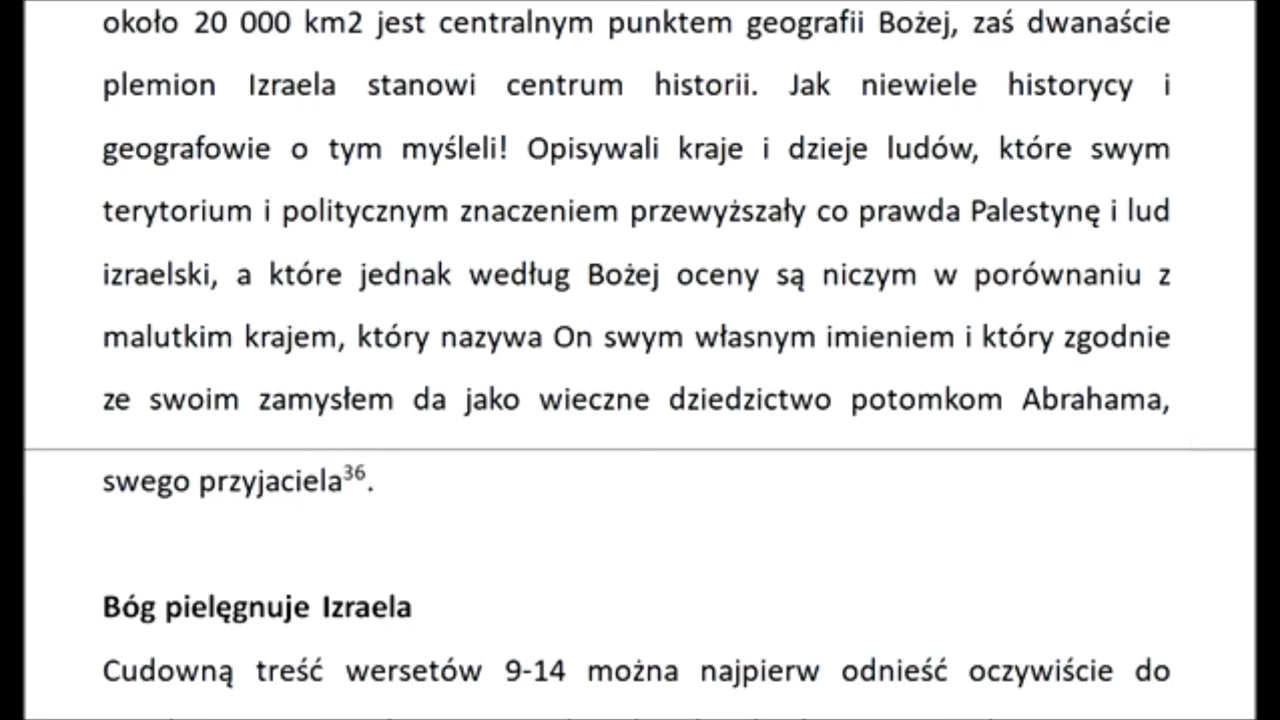 około 20 000 km2 jest centralnym punktem geografii Bożej, zaś dwanaście
plemion Izraela stanowi centrum historii. Jak niewiele historycy i
geografowie o tym myśleli! Opisywali kraje i dzieje ludów, które swym
terytorium i politycznym znaczeniem przewyższały co prawda Palestynę i lud
izraelski, a które jednak według Bożej oceny są niczym w porównaniu z
malutkim krajem, który nazywa On swym własnym imieniem i który zgodnie
ze swoim zamysłem da jako wieczne dziedzictwo potomkom Abrahama,
swego przyjaciela³⁶.
Bóg pielęgnuje Izraela
Cudowną treść wersetów 9-14 można najpierw odnieść oczywiście do